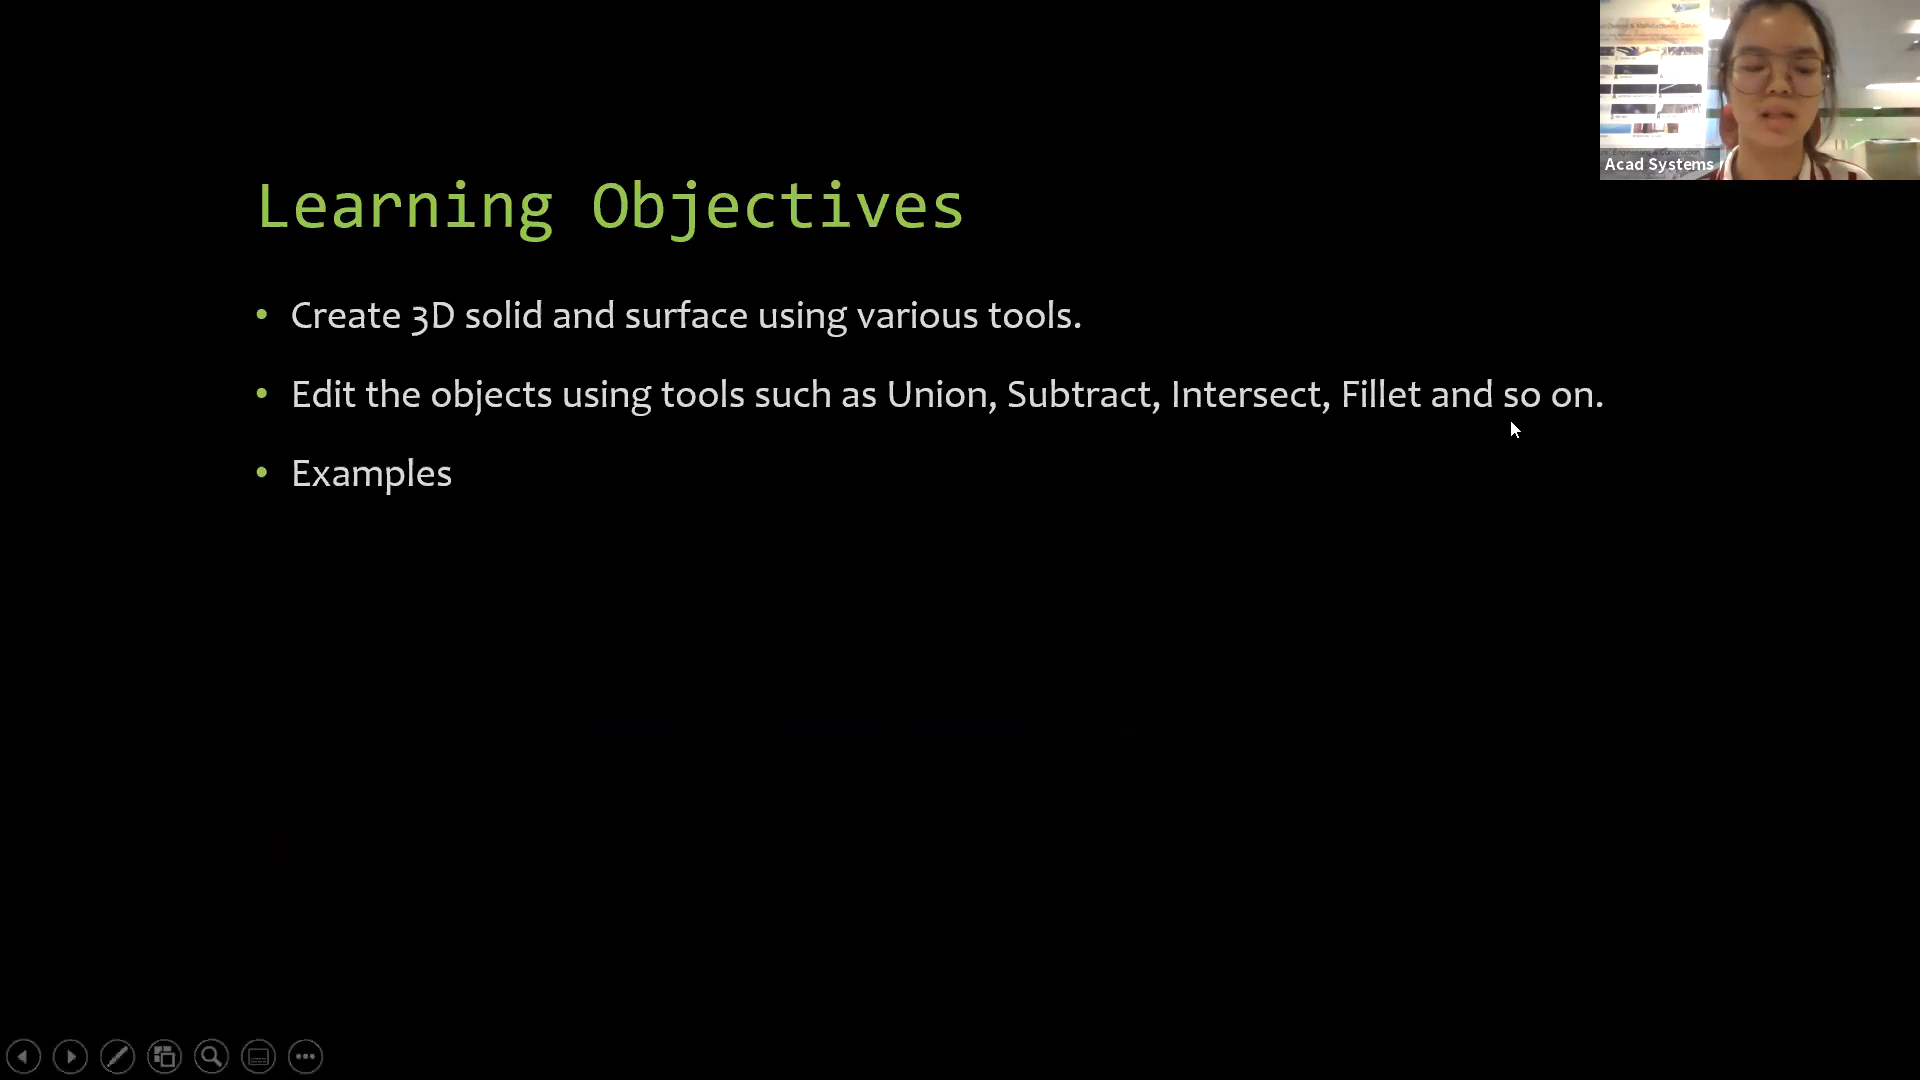 Learning Objectives
• Create 3D solid and surface using various tools.
• Edit the objects using tools such as Union, Subtract, Intersect, Fillet and so on.
• Examples
Acad Systems